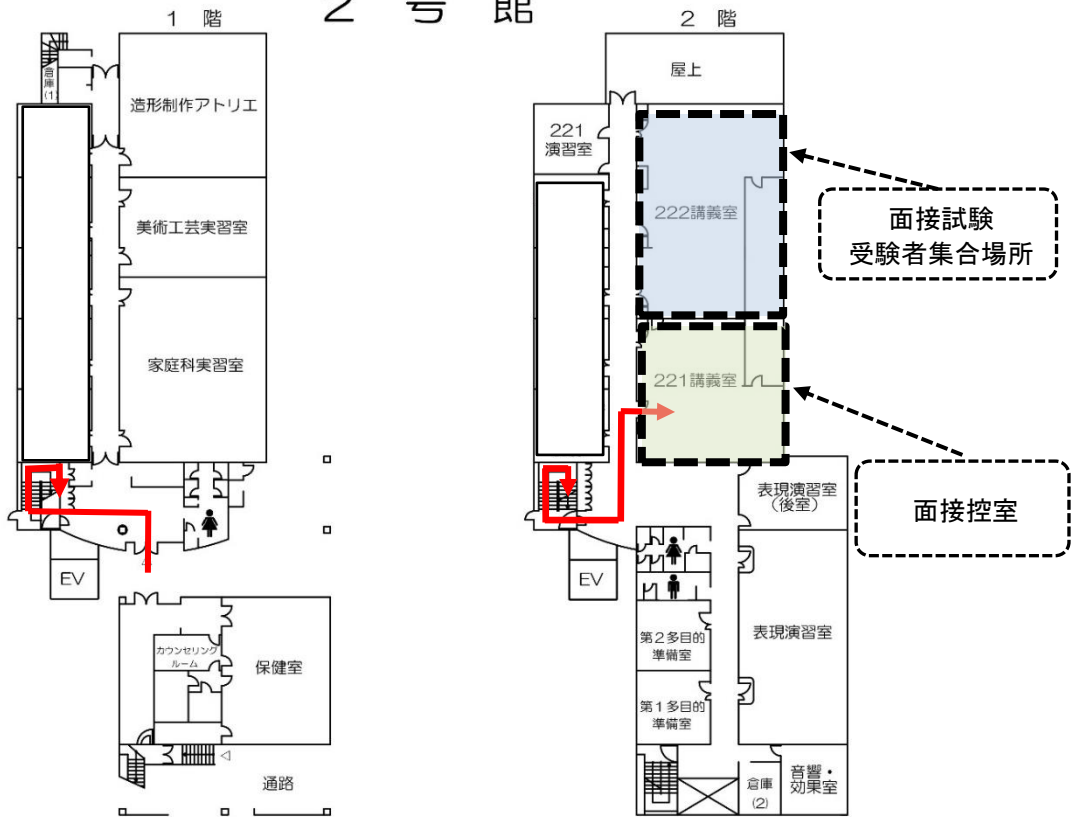 2 号 館
1 階
倉庫
(1)
造形制作アトリエ
美術工芸実習室
家庭科実習室
EV
カウンセリング
ルーム
保健室
通路
2 階
屋上
221
演習室
222講義室
221講義室
面接試験
受験者集合場所
面接控室
表現演習室
(後室)
EV
第2多目的
準備室
表現演習室
第1多目的
準備室
倉庫
(2)
音響・
効果室